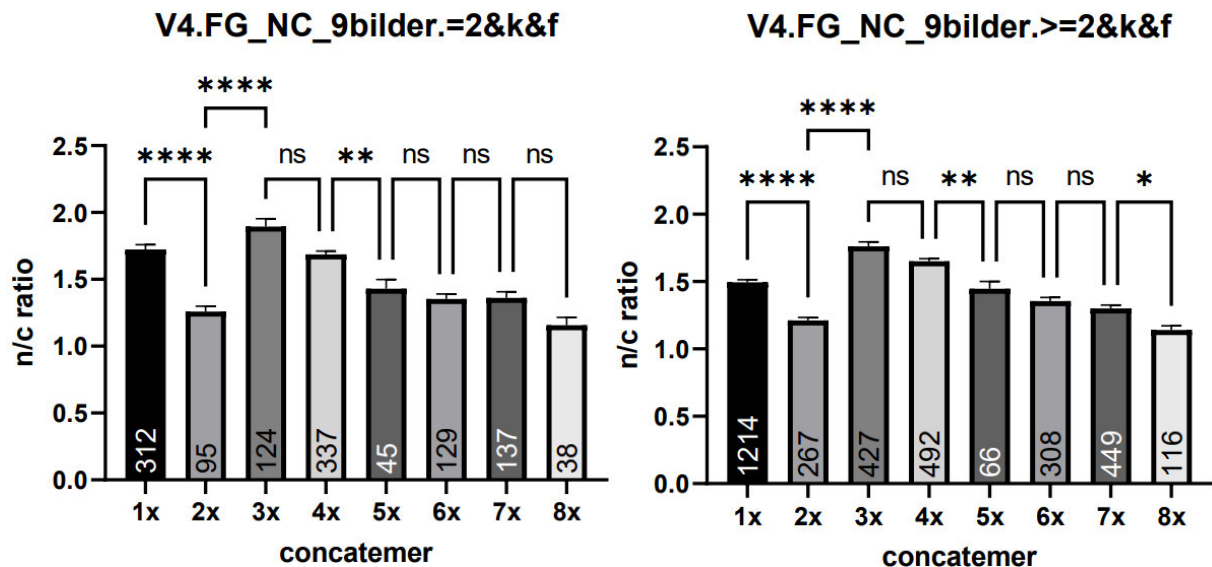 V4.FG_NC_9bilder.=2&k&f
****
**** ns ** ns ns ns
2.5
2.0
1.5
1.0
0.5
0.0
n/c ratio
312 95 124 337 45 129 137 38
1x 2x 3x 4x 5x 6x 7x 8x
concatemer
V4.FG_NC_9bilder.>=2&k&f
****
**** ns ** ns ns *
2.5
2.0
1.5
1.0
0.5
0.0
n/c ratio
1214 267 427 492 66 308 449 116
1x 2x 3x 4x 5x 6x 7x 8x
concatemer